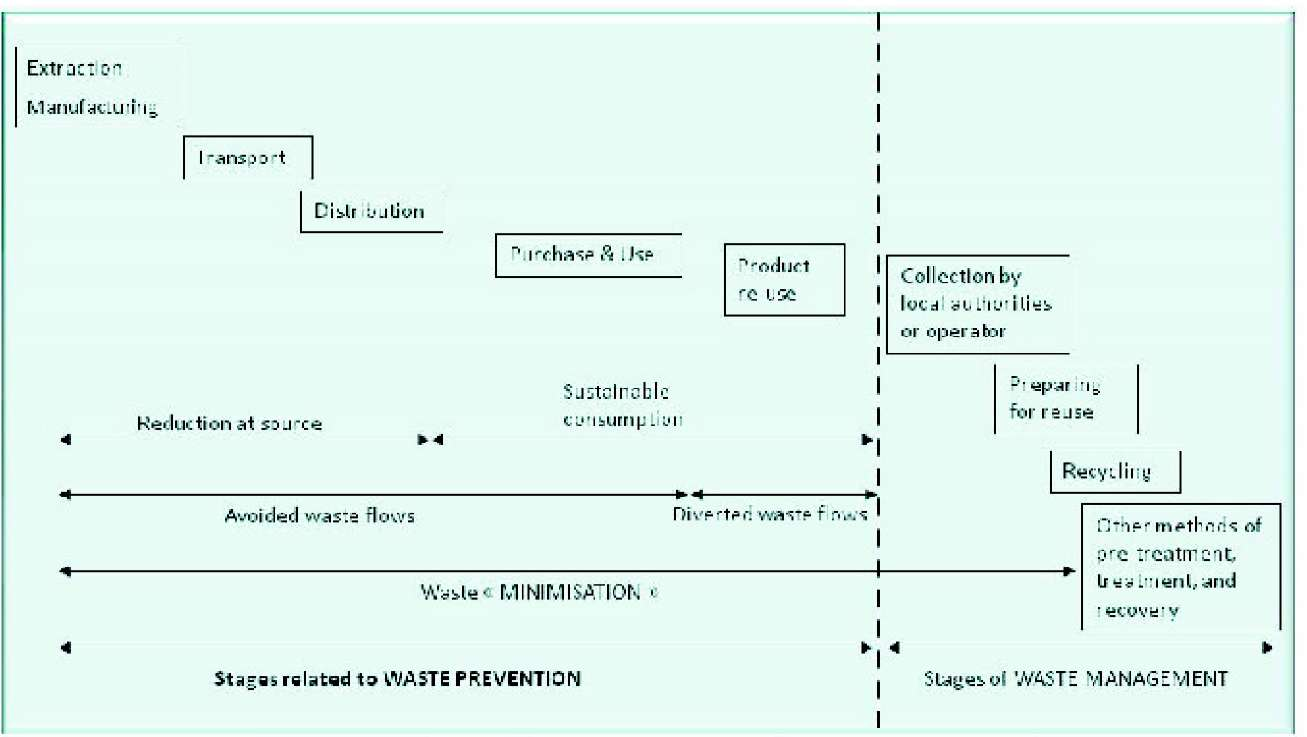 Extraction
Manufacturing
Transport
Distribution
Purchase & Use
Product
re-use
Collection by
local authorities
or operator
Preparing
for reuse
Recycling
Other methods of
pre-treatment,
treatment, and
recovery
Sustainable
consumption
Reduction at source
Avoided waste flows
Diverted waste flows
Waste « MINIMISATION »
Stages related to WASTE PREVENTION
Stages of WASTE MANAGEMENT